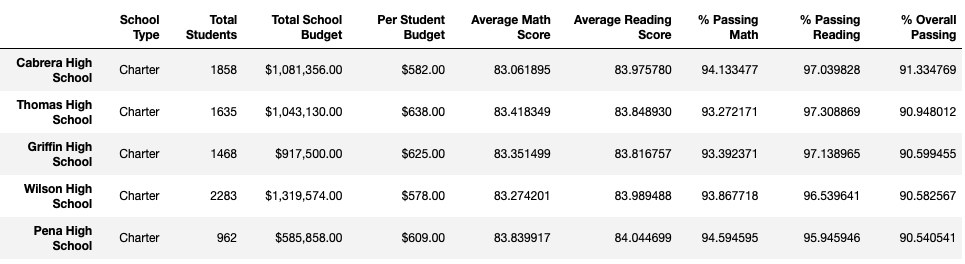 School Type Total Students Total School Budget Per Student Budget Average Math Score Average Reading Score % Passing Math % Passing Reading % Overall Passing
Cabrera High School Charter 1858 $1,081,356.00 $582.00 83.061895 83.975780 94.133477 97.039828 91.334769
Thomas High School Charter 1635 $1,043,130.00 $638.00 83.418349 83.848930 93.272171 97.308869 90.948012
Griffin High School Charter 1468 $917,500.00 $625.00 83.351499 83.816757 93.392371 97.138965 90.599455
Wilson High School Charter 2283 $1,319,574.00 $578.00 83.274201 83.989488 93.867718 96.539641 90.582567
Pena High School Charter 962 $585,858.00 $609.00 83.839917 84.044699 94.594595 95.945946 90.540541